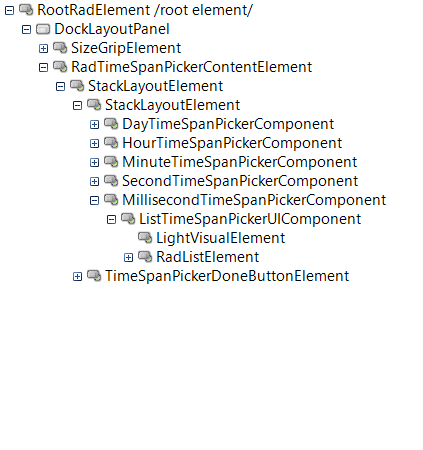 RootRadElement /root element/
DockLayoutPanel
SizeGripElement
RadTimeSpanPickerContentElement
StackLayoutElement
StackLayoutElement
DayTimeSpanPickerComponent
HourTimeSpanPickerComponent
MinuteTimeSpanPickerComponent
SecondTimeSpanPickerComponent
MillisecondTimeSpanPickerComponent
ListTimeSpanPickerUIComponent
LightVisualElement
RadListElement
TimeSpanPickerDoneButtonElement